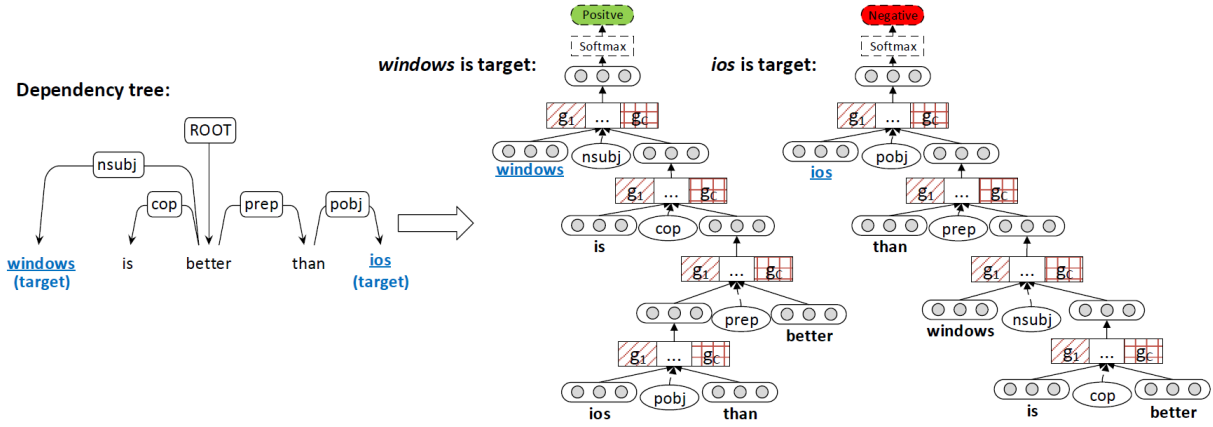 Dependency tree:
ROOT
nsubj
cop
prep
pobj
windows
(target)
is
better
than
ios
(target)
windows is target:
Positve
Softmax
g1 ... gC
windows
nsubj
g1 ... gC
is
cop
g1 ... gC
prep
better
g1 ... gC
ios
pobj
than
ios is target:
Negative
Softmax
g1 ... gC
ios
pobj
g1 ... gC
than
prep
g1 ... gC
windows
nsubj
g1 ... gC
is
cop
better